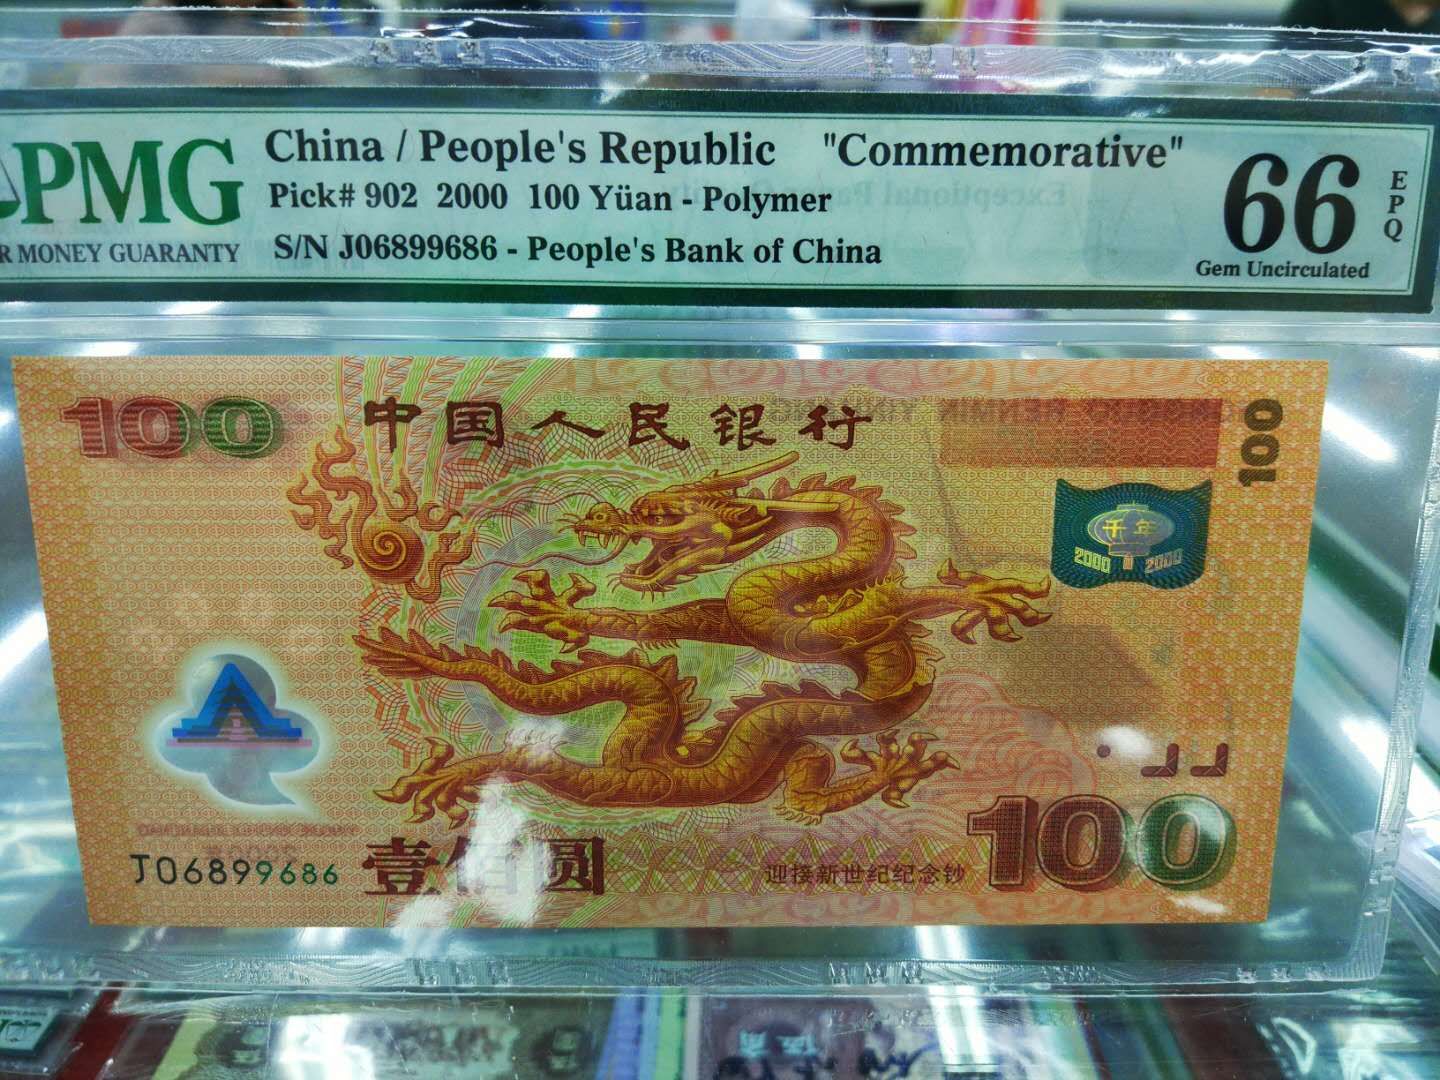 PMG
China / People's Republic "Commemorative"
Pick# 902 2000 100 Yüan - Polymer
S/N J06899686 - People's Bank of China
R MONEY GUARANTY
66
EPQ
Gem Uncirculated
100
中国人民银行
100
千年
2000 2000
J06899686
壹佰圆
迎接新世纪纪念钞
100